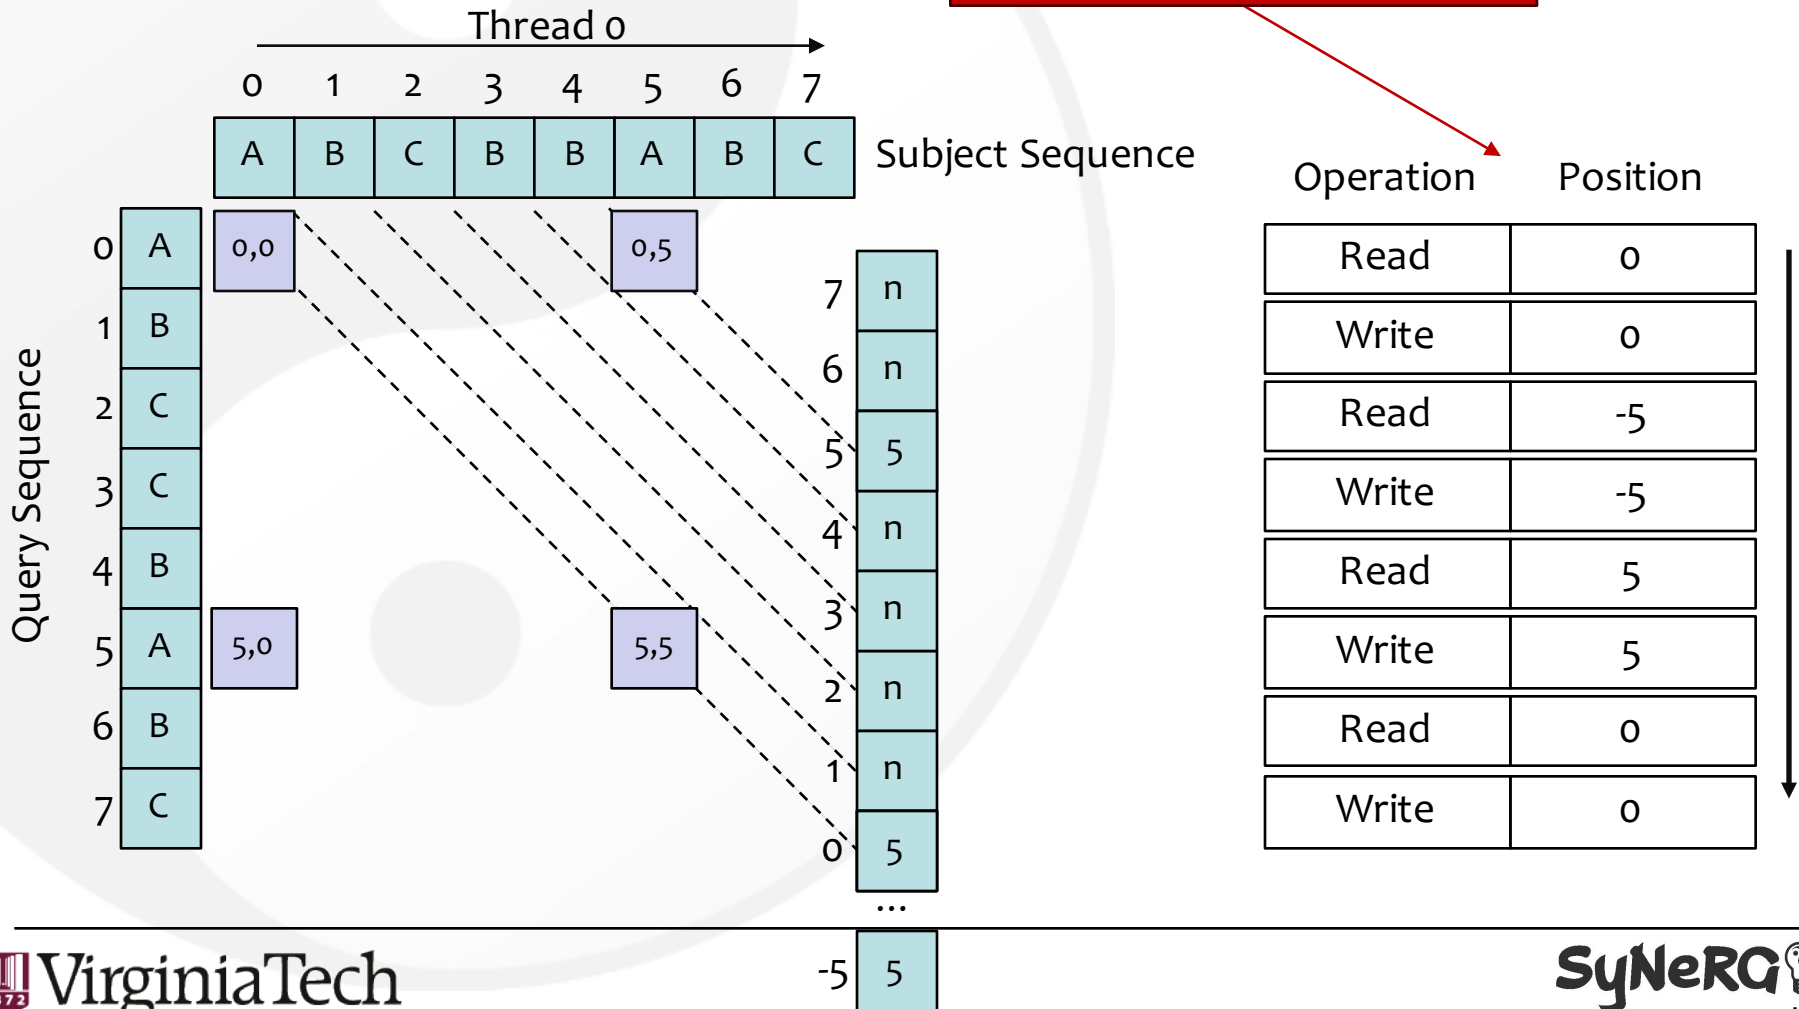 Thread 0
0 1 2 3 4 5 6 7
A B C B B A B C
Subject Sequence
Query Sequence
0 A
1 B
2 C
3 C
4 B
5 A
6 B
7 C
0,0
0,5
5,0
5,5
7 n
6 n
5 5
4 n
3 n
2 n
1 n
0 5
...
-5 5
Operation Position
Read 0
Write 0
Read -5
Write -5
Read 5
Write 5
Read 0
Write 0
VirginiaTech
SyNeRG